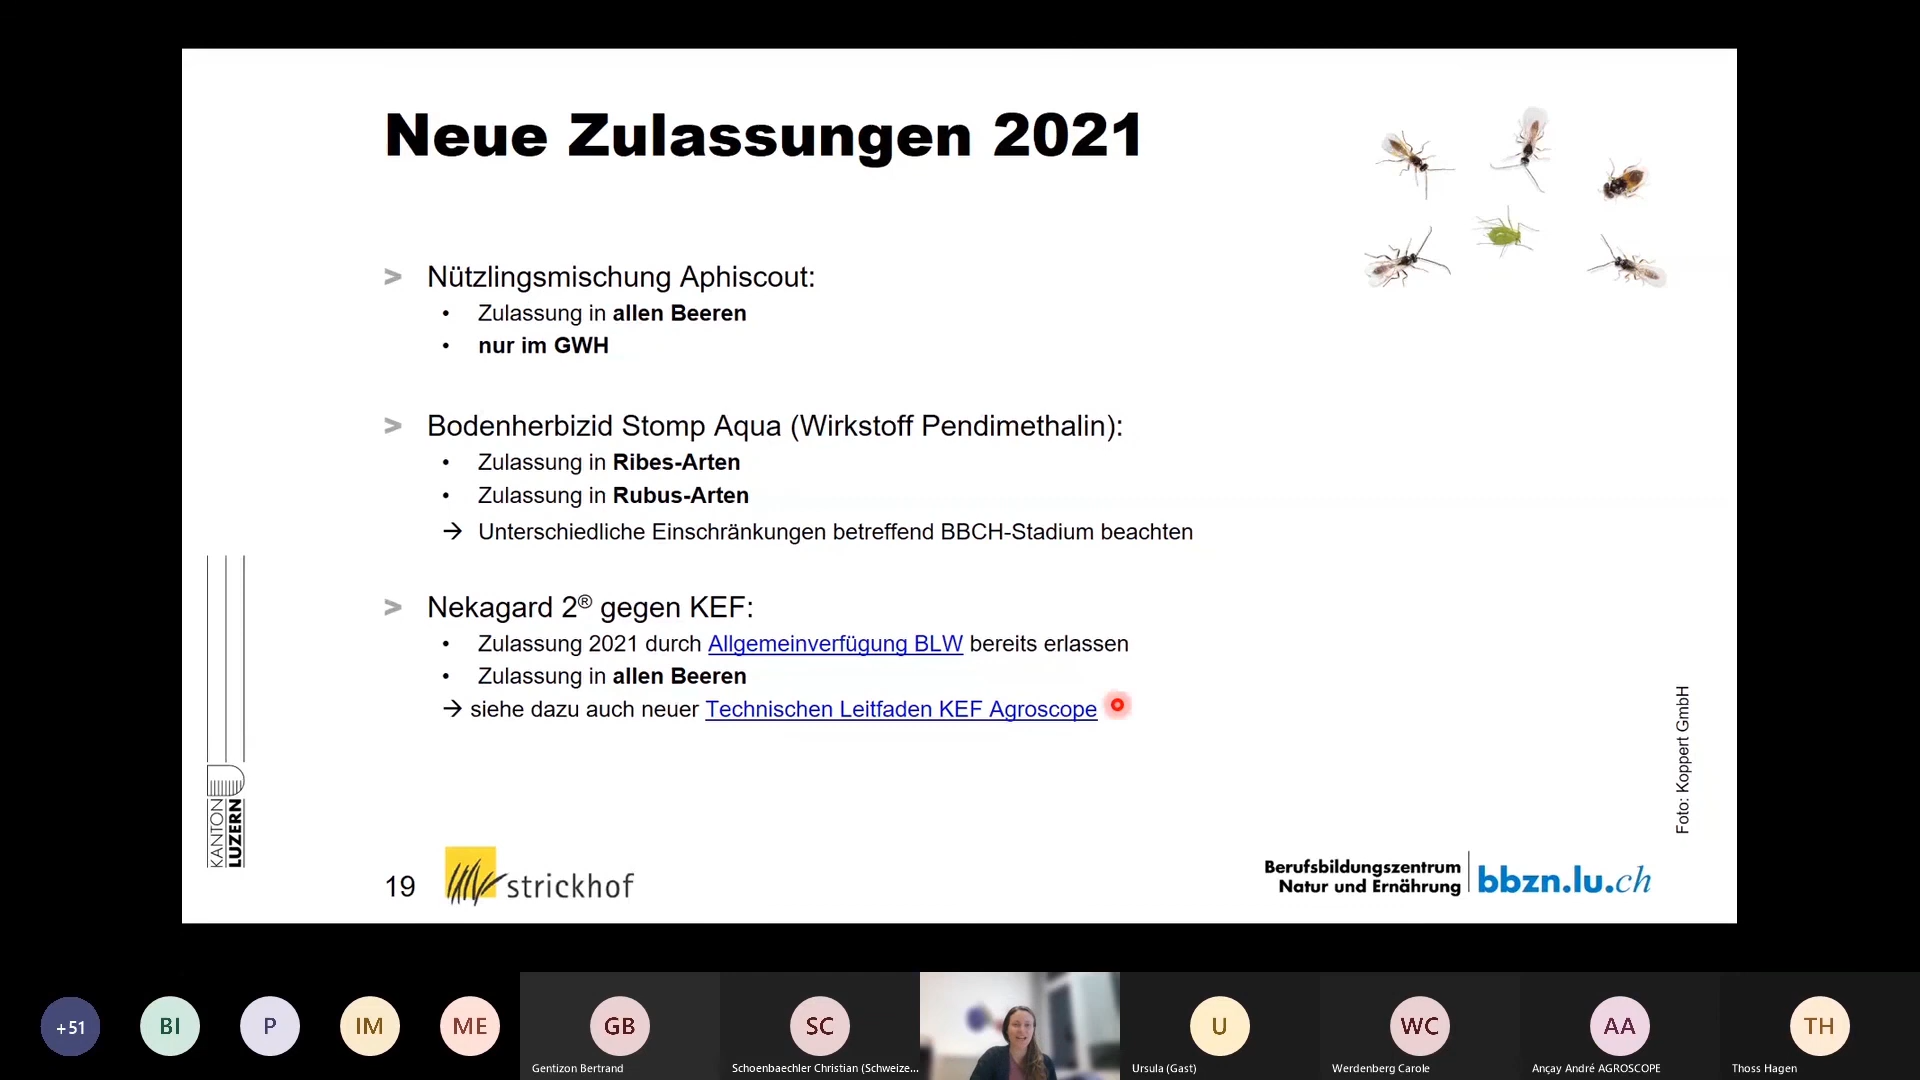 Neue Zulassungen 2021
> Nützlingsmischung Aphiscout:
• Zulassung in allen Beeren
• nur im GWH
> Bodenherbizid Stomp Aqua (Wirkstoff Pendimethalin):
• Zulassung in Ribes-Arten
• Zulassung in Rubus-Arten
→ Unterschiedliche Einschränkungen betreffend BBCH-Stadium beachten
> Nekagard 2® gegen KEF:
• Zulassung 2021 durch Allgemeinverfügung BLW bereits erlassen
• Zulassung in allen Beeren
→ siehe dazu auch neuer Technischen Leitfaden KEF Agroscope
Foto: Koppert GmbH
KANTON
LUZERN
19
strickhof
Berufsbildungszentrum
Natur und Ernährung
bbzn.lu.ch
+51
BI
P
IM
ME
GB
Gentizon Bertrand
SC
Schoenbaechler Christian (Schweize...
U
Ursula (Gast)
WC
Werdenberg Carole
AA
Ançay André AGROSCOPE
TH
Thoss Hagen